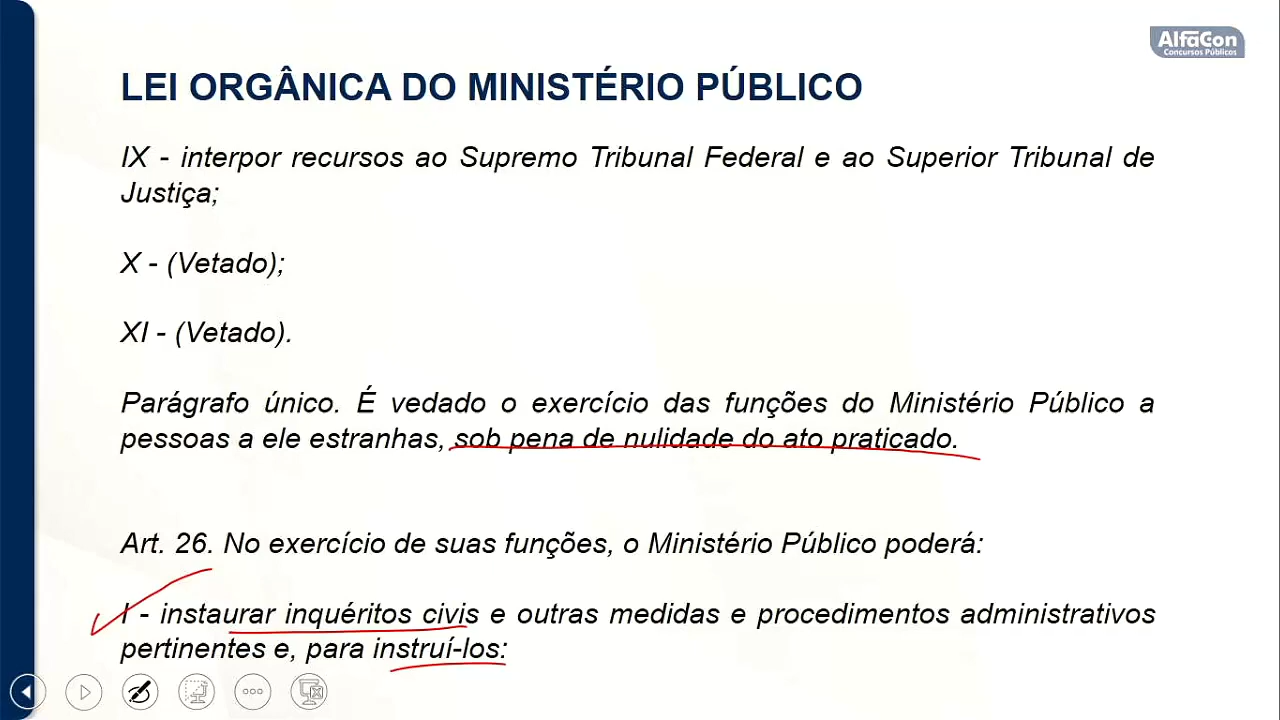 AlfaCon
Concursos Públicos
LEI ORGÂNICA DO MINISTÉRIO PÚBLICO
IX - interpor recursos ao Supremo Tribunal Federal e ao Superior Tribunal de
Justiça;
X - (Vetado);
XI - (Vetado).
Parágrafo único. É vedado o exercício das funções do Ministério Público a
pessoas a ele estranhas, sob pena de nulidade do ato praticado.
Art. 26. No exercício de suas funções, o Ministério Público poderá:
I - instaurar inquéritos civis e outras medidas e procedimentos administrativos
pertinentes e, para instruí-los: